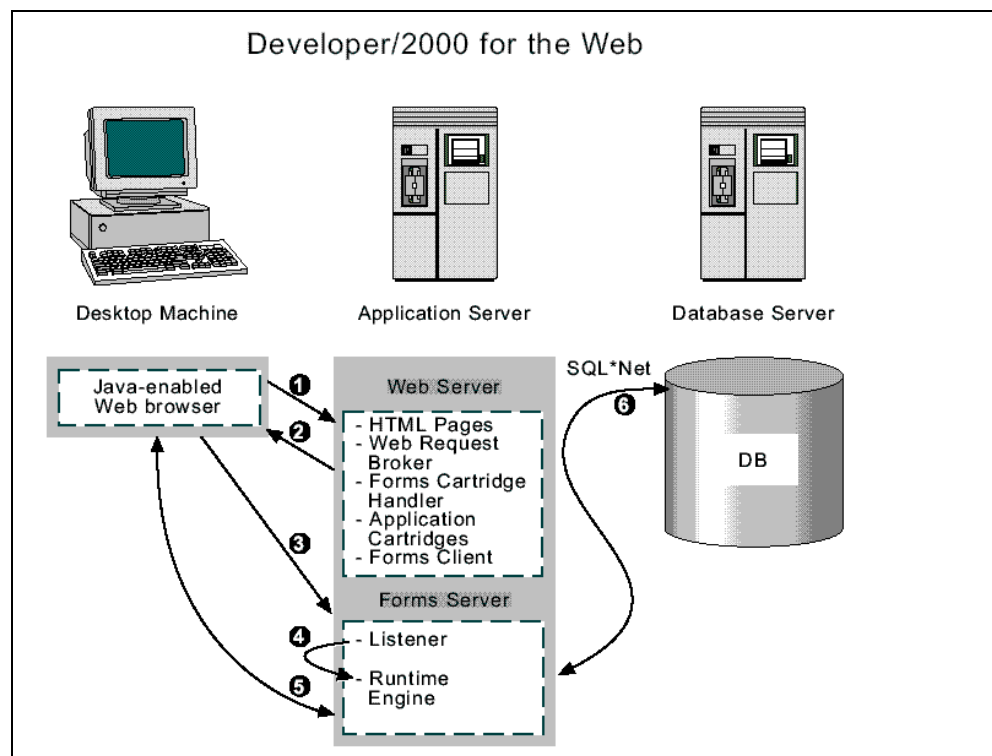 Developer/2000 for the Web
Desktop Machine
Application Server
Database Server
Java-enabled
Web browser
1
2
3
4
5
Web Server
- HTML Pages
- Web Request
Broker
- Forms Cartridge
Handler
- Application
Cartridges
- Forms Client
Forms Server
- Listener
- Runtime
Engine
SQL*Net
6
DB